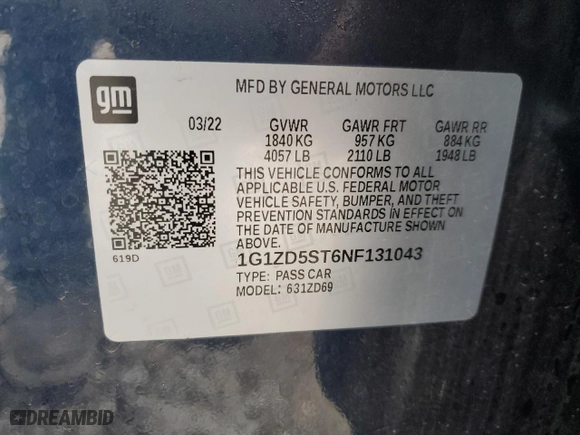 gm
MFD BY GENERAL MOTORS LLC
03/22 GVWR GAWR FRT GAWR RR
1840 KG 957 KG 884 KG
4057 LB 2110 LB 1948 LB
THIS VEHICLE CONFORMS TO ALL
APPLICABLE U.S. FEDERAL MOTOR
VEHICLE SAFETY, BUMPER, AND THEFT
PREVENTION STANDARDS IN EFFECT ON
THE DATE OF MANUFACTURE SHOWN
ABOVE.
619D
1G1ZD5ST6NF131043
TYPE: PASS CAR
MODEL: 631ZD69
DREAMBID